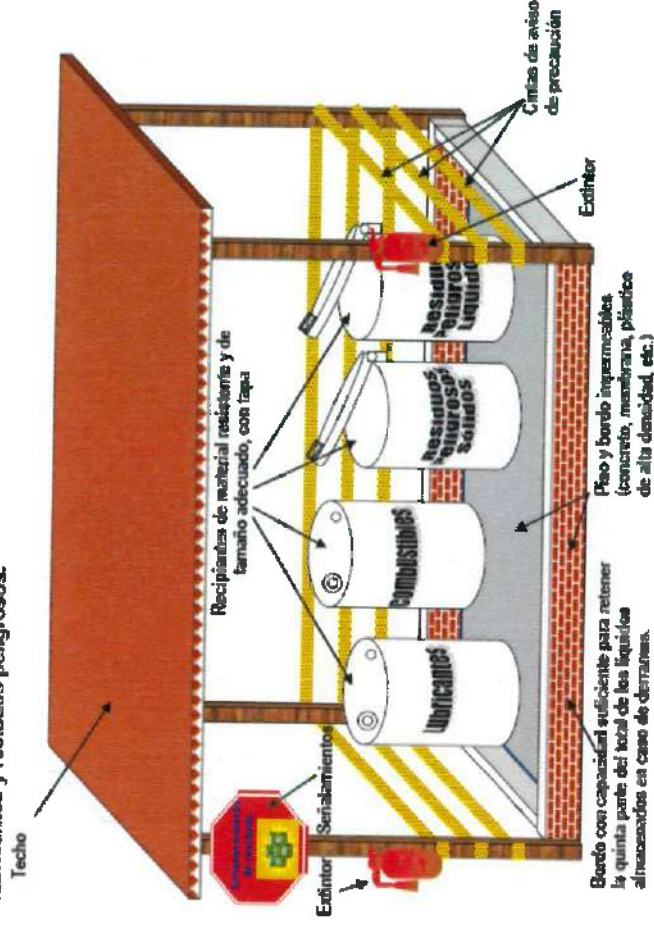 y residuos peligrosos.
Techo
Recipientes de material resistente y de
tamaño adecuado, con tapa
Señalamientos
Extintor
Lubricantes
Combustibles
Residuos
Peligrosos
Sólidos
Residuos
Peligrosos
Líquidos
Cintas de aviso
de precaución
Extintor
Bordo con capacidad suficiente para retener
la quinta parte del total de los líquidos
almacenados en caso de derrames.
Piso y bordo impermeables
(concreto, membrana, plástico
de alta densidad, etc.)